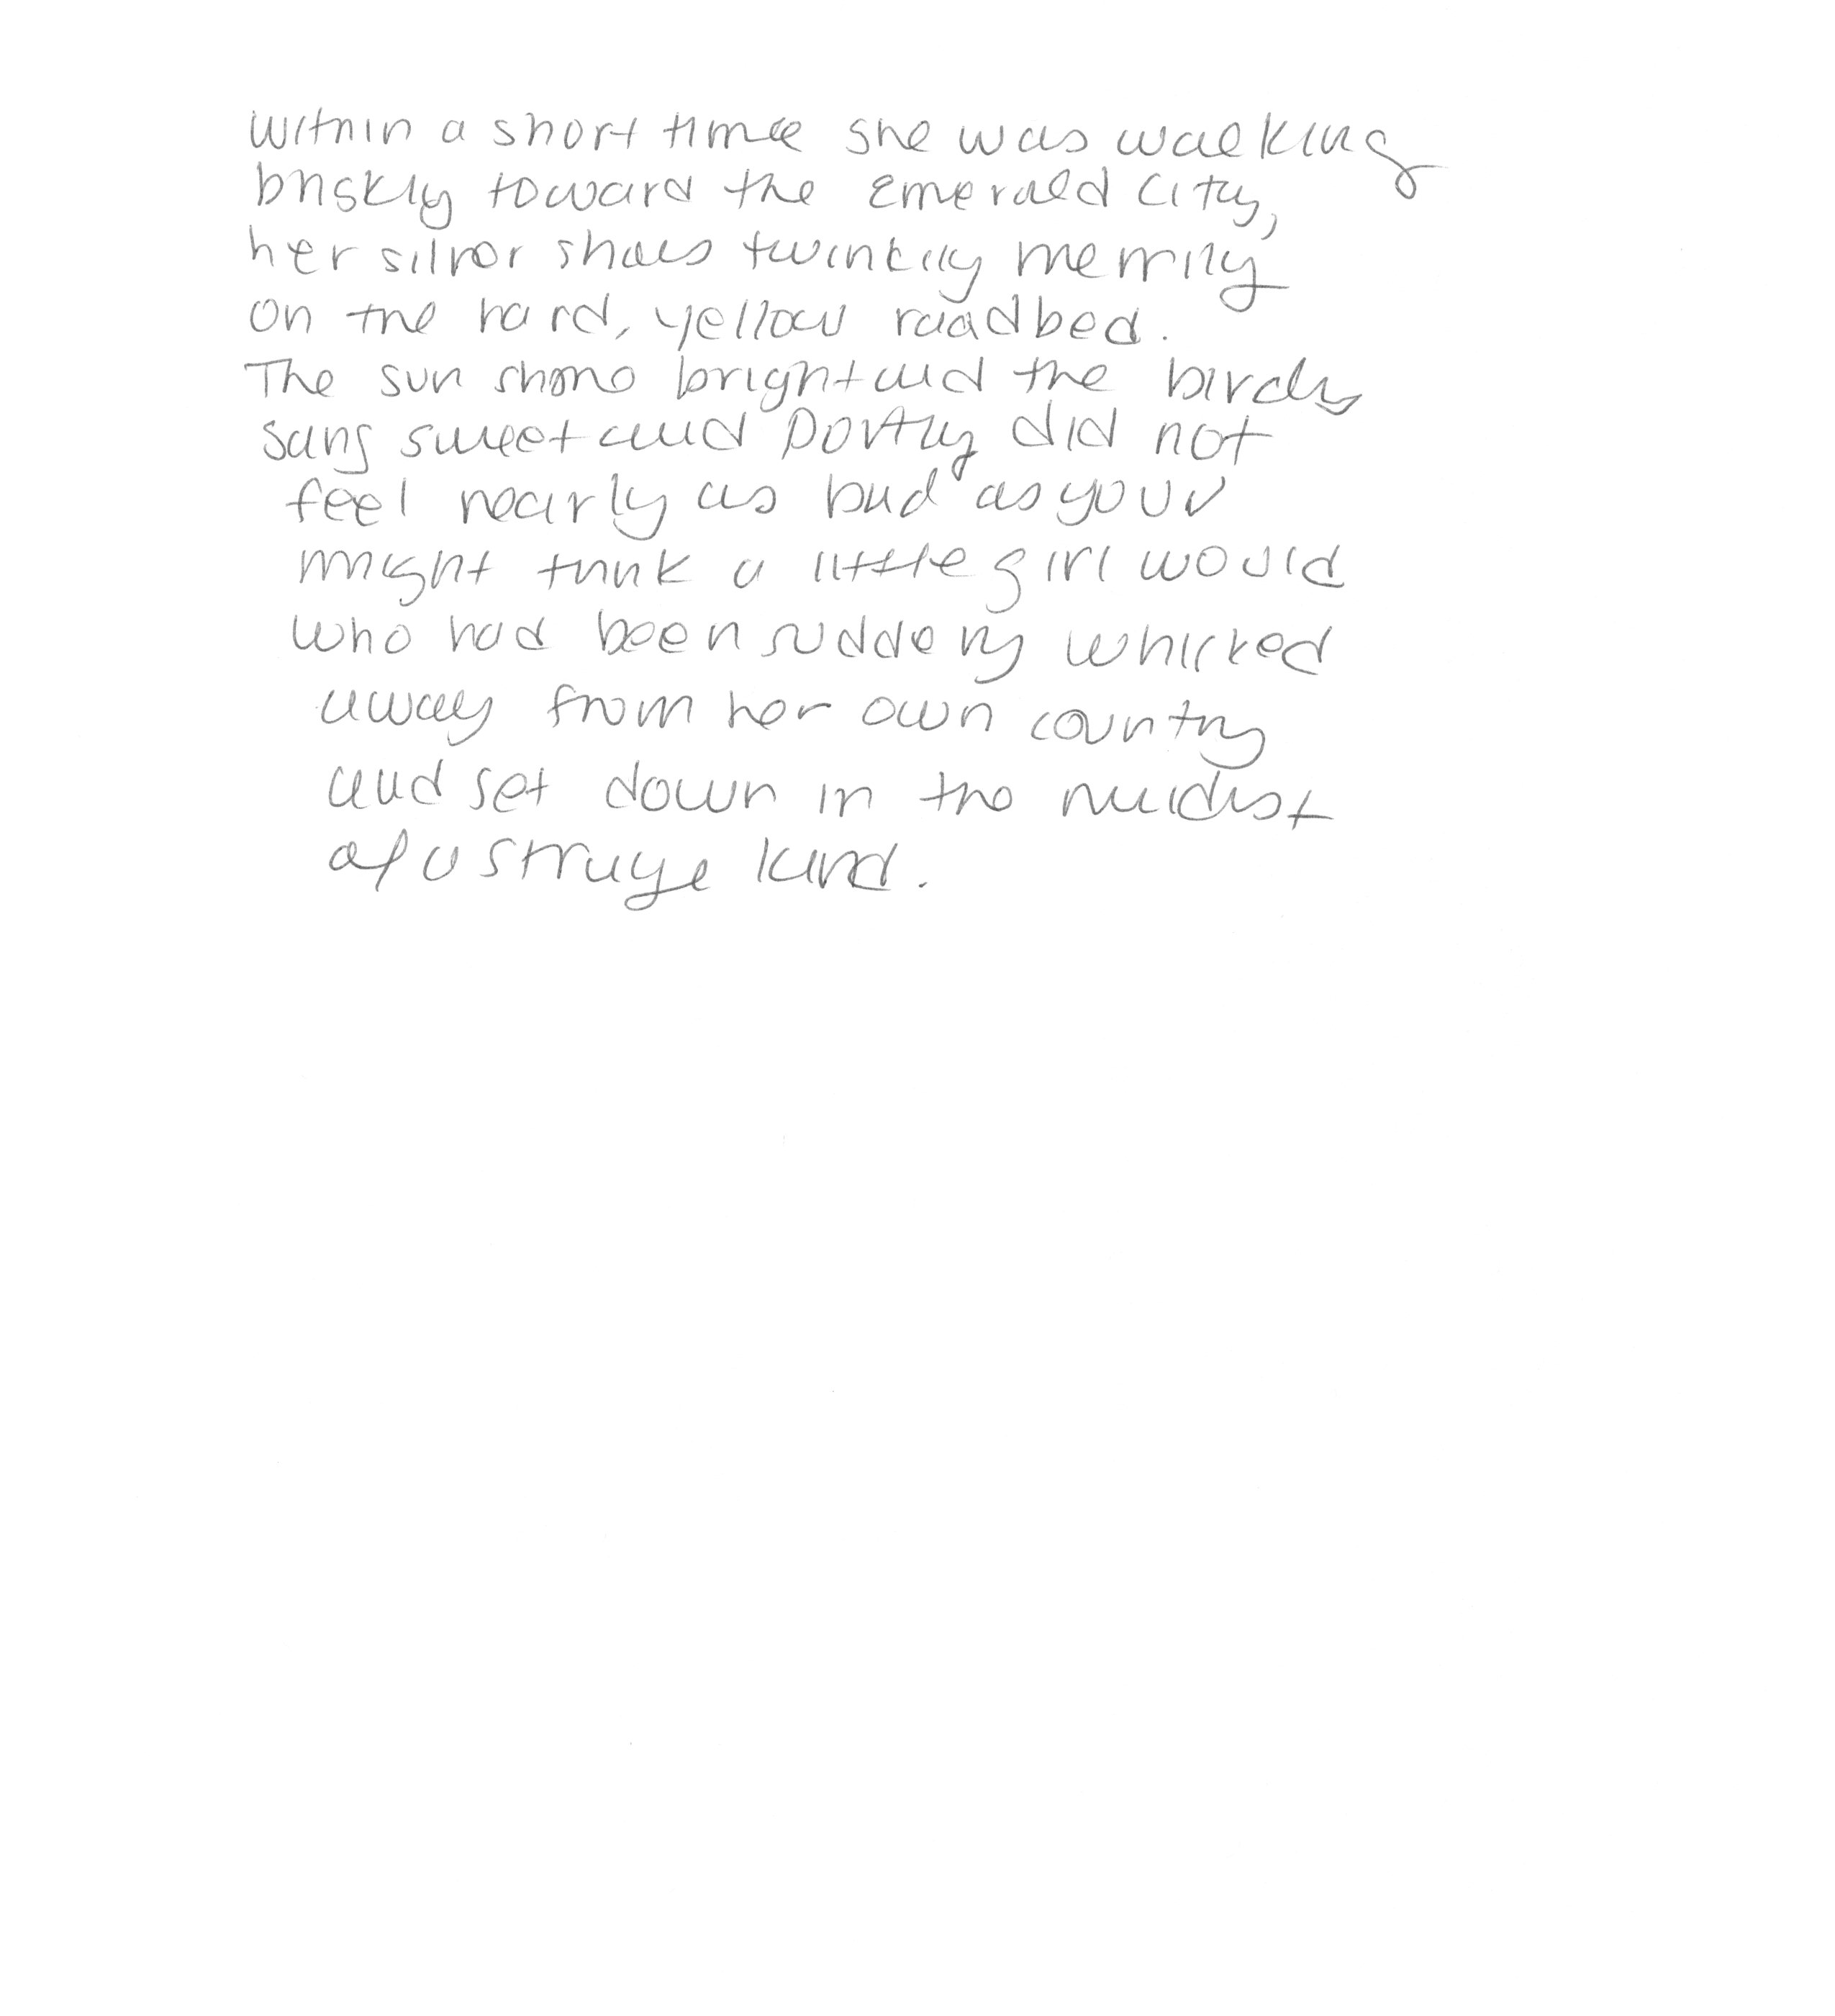 Within a short time she was walking
briskly toward the Emerald City,
her silver shoes twinkling merrily
on the hard, yellow roadbed.
The sun shone bright and the birds
sang sweet and Dorothy did not
feel nearly as bad as you
might think a little girl would
who had been suddenly whisked
away from her own country
and set down in the midst
of a strange land.